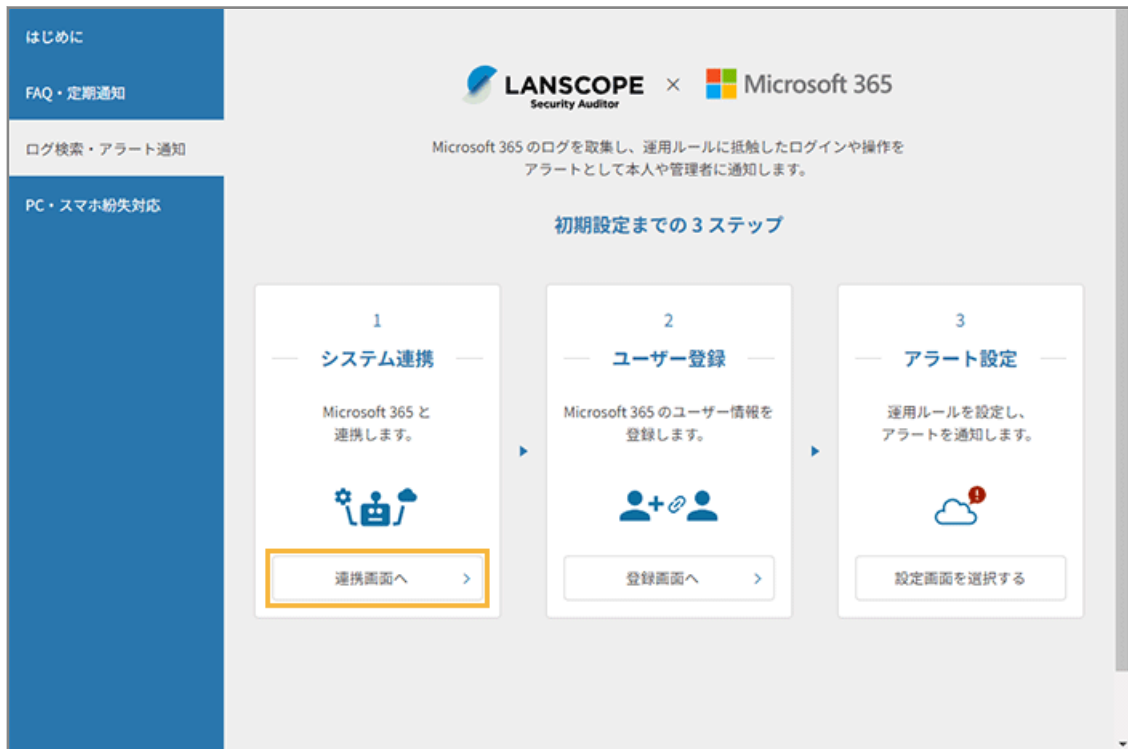 はじめに
FAQ・定期通知
ログ検索・アラート通知
PC・スマホ紛失対応
LANSCOPE
Security Auditor
×
Microsoft 365
Microsoft 365 のログを取集し、運用ルールに抵触したログインや操作を
アラートとして本人や管理者に通知します。
初期設定までの 3 ステップ
1
システム連携
Microsoft 365 と
連携します。
連携画面へ
2
ユーザー登録
Microsoft 365 のユーザー情報を
登録します。
登録画面へ
3
アラート設定
運用ルールを設定し、
アラートを通知します。
設定画面を選択する